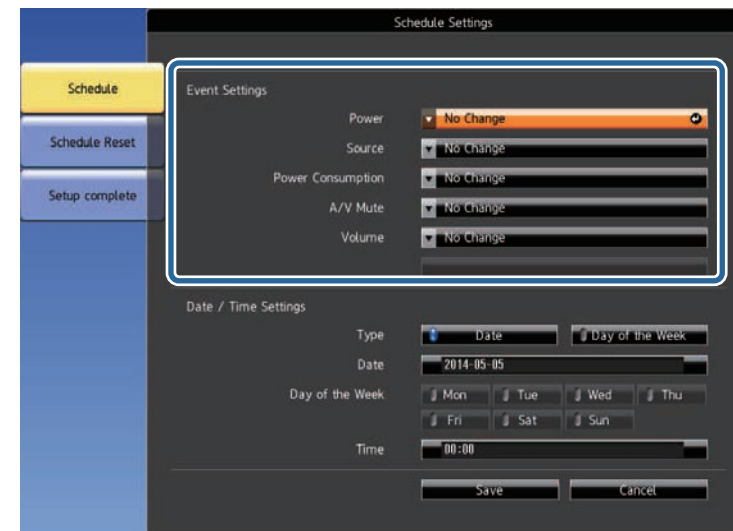 Schedule Settings
Schedule
Schedule Reset
Setup complete
Event Settings
Power No Change
Source No Change
Power Consumption No Change
A/V Mute No Change
Volume No Change
Date / Time Settings
Type Date Day of the Week
Date 2014-05-05
Day of the Week Mon Tue Wed Thu
Fri Sat Sun
Time 00:00
Save Cancel